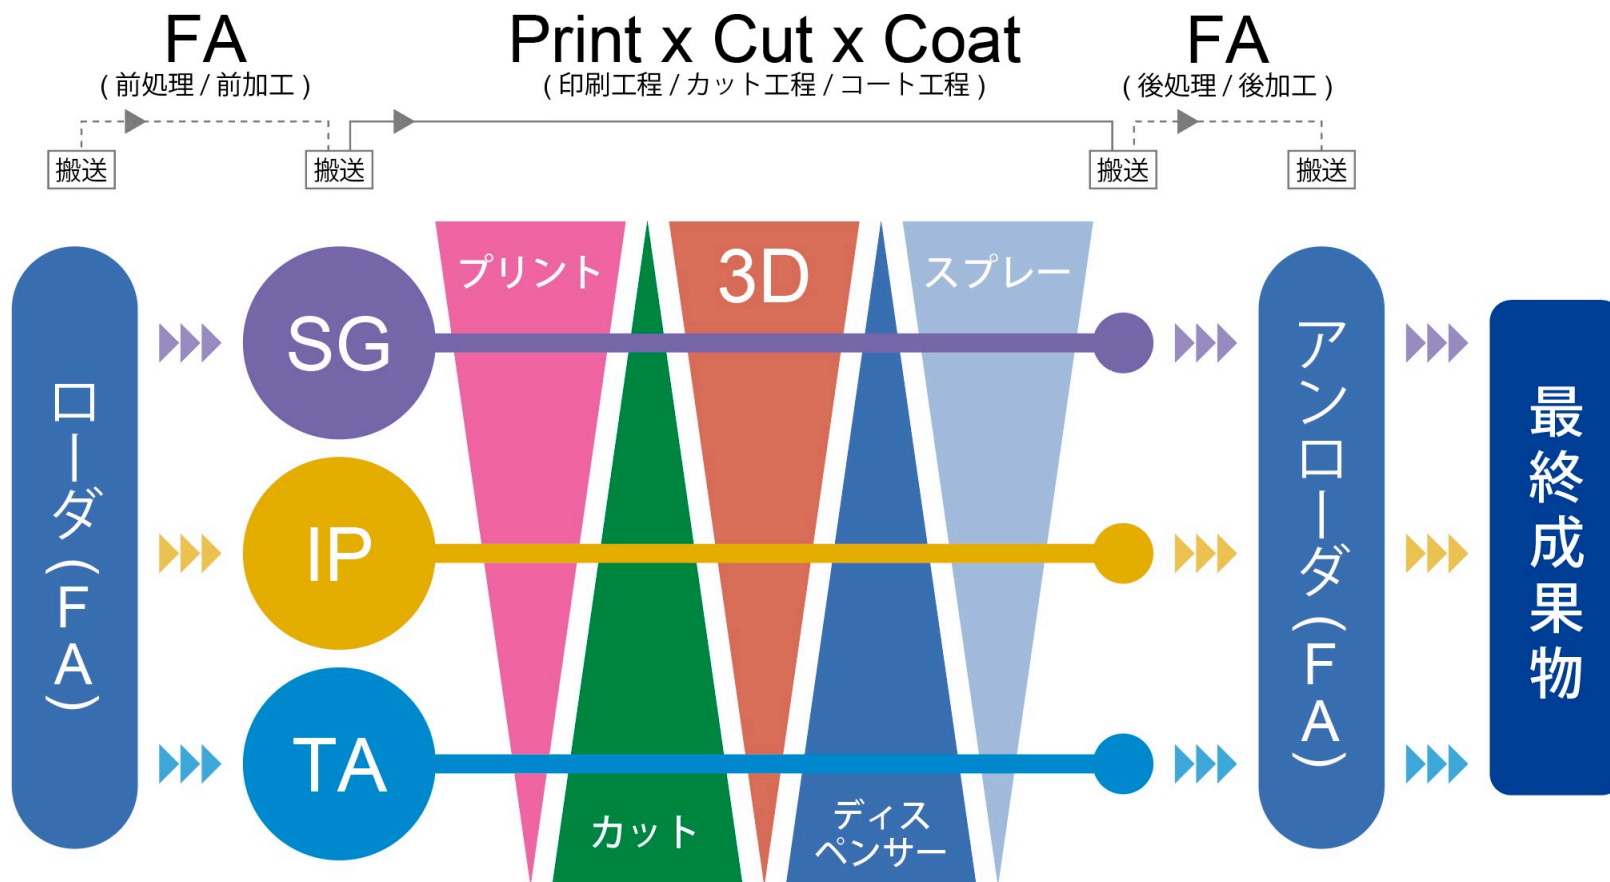 FA
( 前処理 / 前加工 )
Print x Cut x Coat
( 印刷工程 / カット工程 / コート工程 )
FA
( 後処理 / 後加工 )
搬送
搬送
搬送
搬送
ローダ(FA)
SG
IP
TA
プリント
3D
スプレー
カット
ディス
ペンサー
アンローダ(FA)
最終成果物